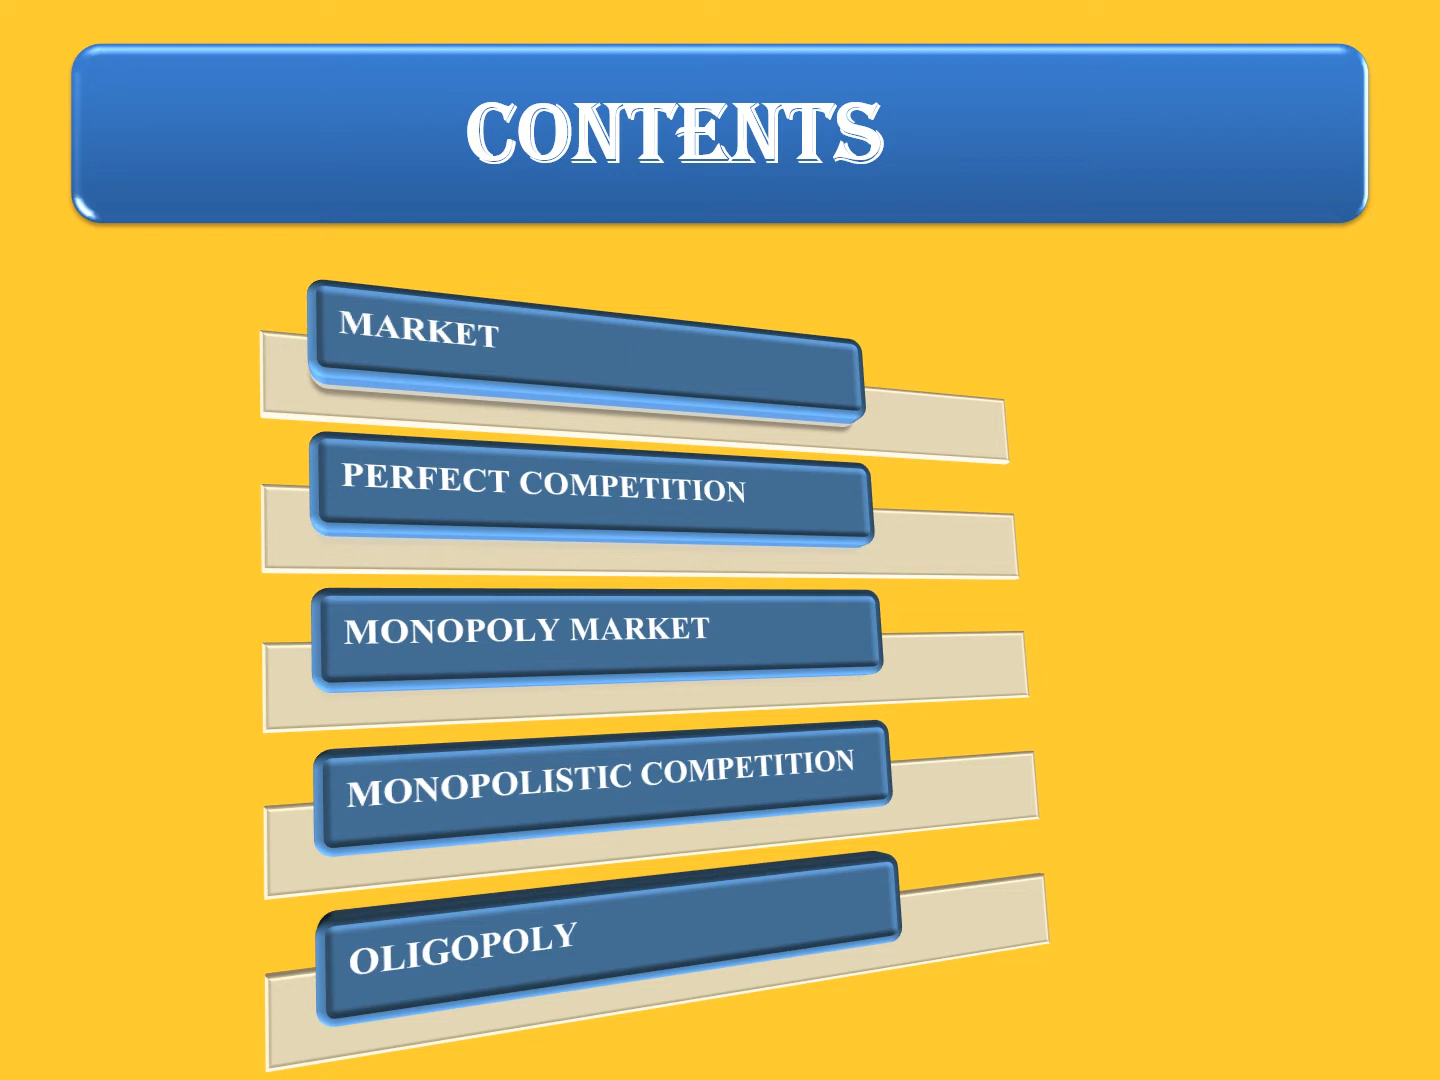 CONTENTS
MARKET
PERFECT COMPETITION
MONOPOLY MARKET
MONOPOLISTIC COMPETITION
OLIGOPOLY